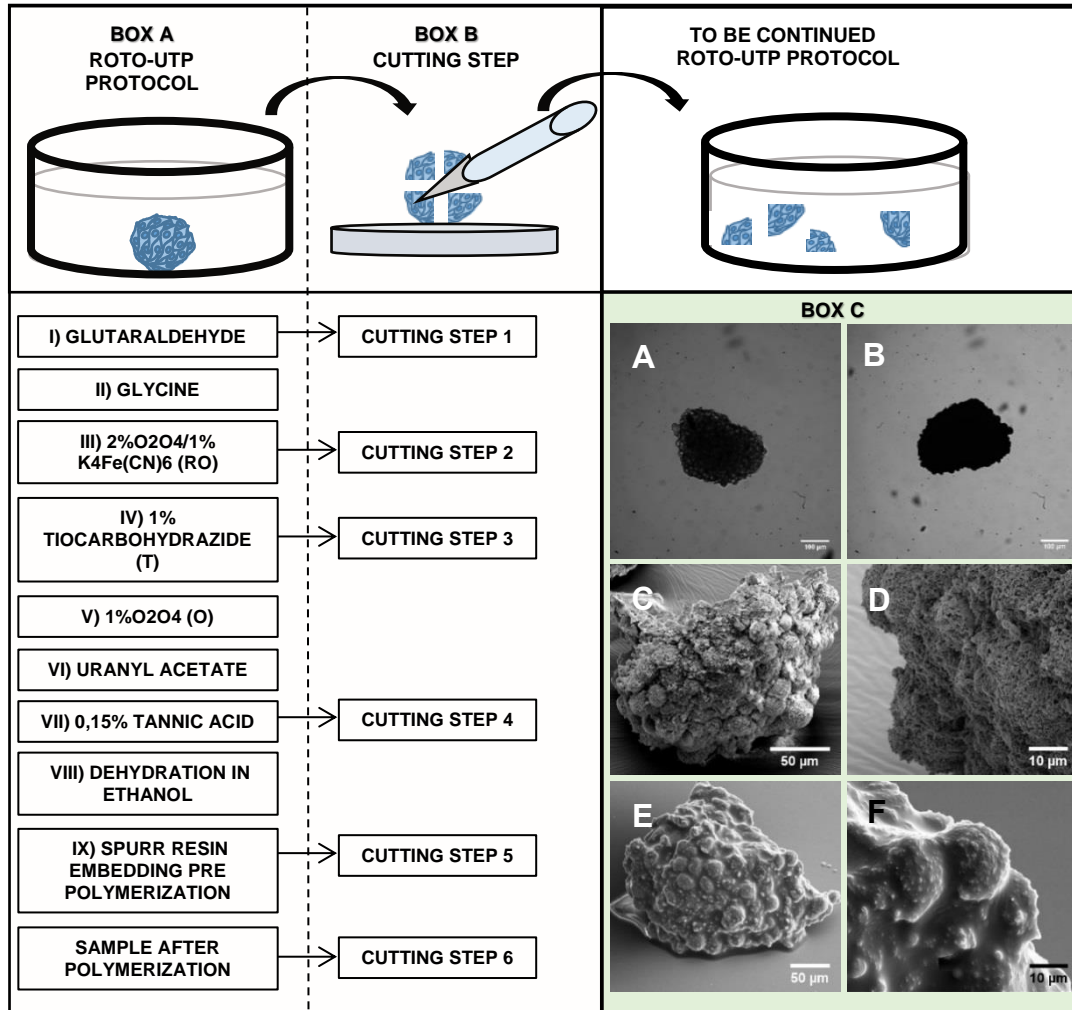 BOX A
ROTO-UTP
PROTOCOL
BOX B
CUTTING STEP
TO BE CONTINUED
ROTO-UTP PROTOCOL
I) GLUTARALDEHYDE
CUTTING STEP 1
II) GLYCINE
III) 2%O2O4/1%
K4Fe(CN)6 (RO)
CUTTING STEP 2
IV) 1%
TIOCARBOHYDRAZIDE
(T)
CUTTING STEP 3
V) 1%O2O4 (O)
VI) URANYL ACETATE
VII) 0,15% TANNIC ACID
CUTTING STEP 4
VIII) DEHYDRATION IN
ETHANOL
IX) SPURR RESIN
EMBEDDING PRE
POLYMERIZATION
CUTTING STEP 5
SAMPLE AFTER
POLYMERIZATION
CUTTING STEP 6
BOX C
A
100 µm
B
100 µm
C
50 µm
D
10 µm
E
50 µm
F
10 µm